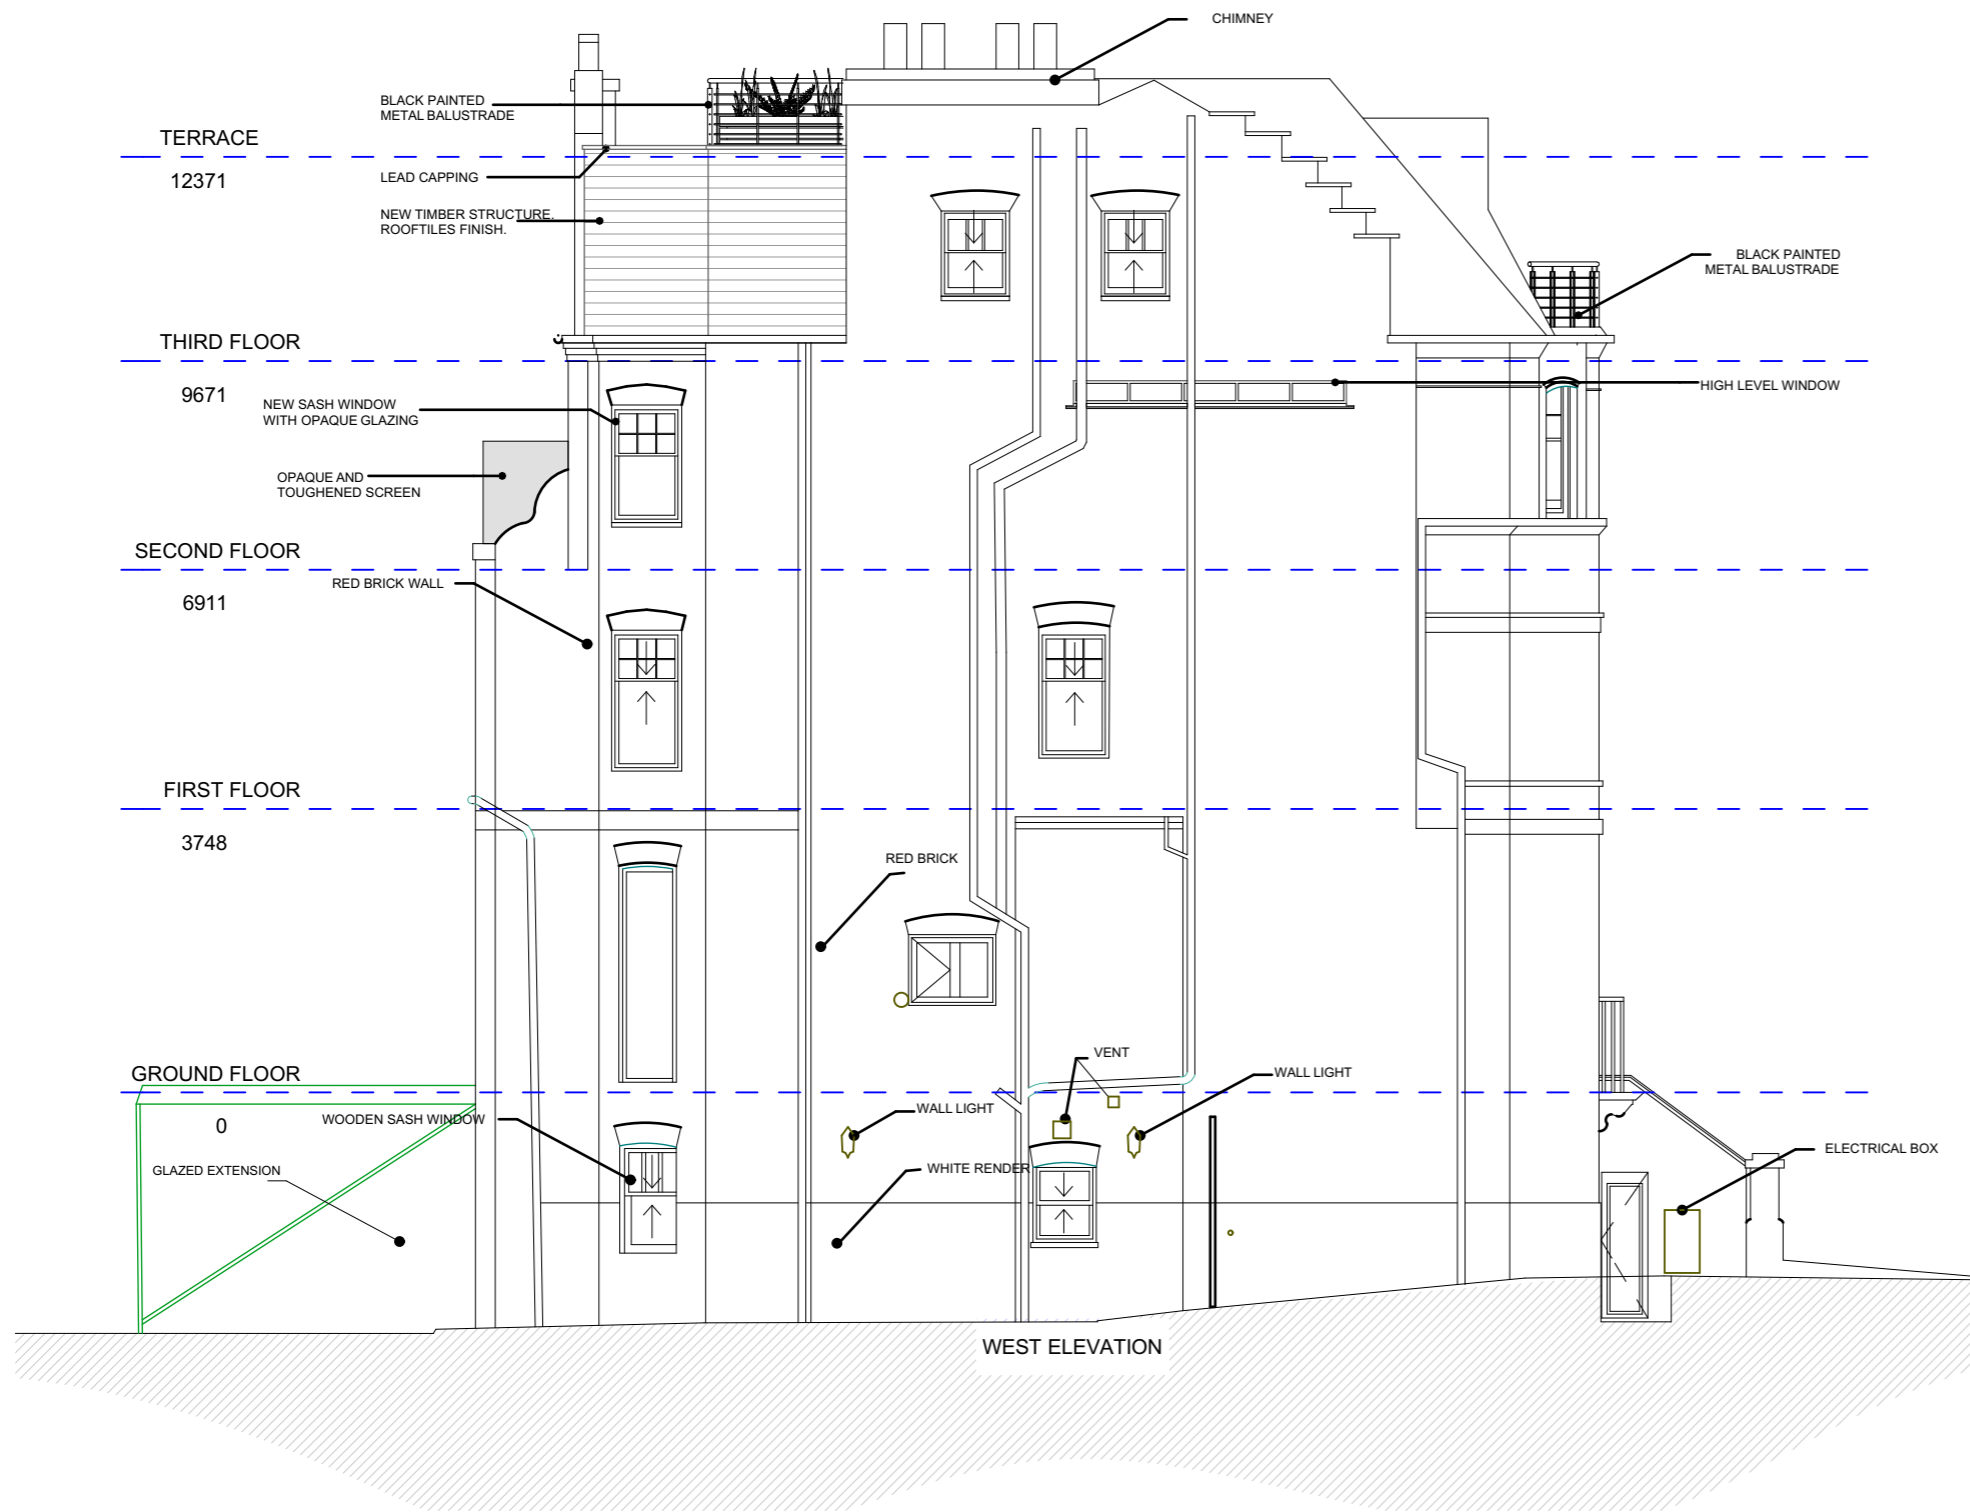 CHIMNEY
BLACK PAINTED
METAL BALUSTRADE
TERRACE
12371
LEAD CAPPING
NEW TIMBER STRUCTURE.
ROOFTILES FINISH.
BLACK PAINTED
METAL BALUSTRADE
THIRD FLOOR
9671
HIGH LEVEL WINDOW
NEW SASH WINDOW
WITH OPAQUE GLAZING
OPAQUE AND
TOUGHENED SCREEN
SECOND FLOOR
RED BRICK WALL
6911
FIRST FLOOR
3748
RED BRICK
VENT
GROUND FLOOR
WALL LIGHT
WALL LIGHT
WOODEN SASH WINDOW
0
ELECTRICAL BOX
GLAZED EXTENSION
WHITE RENDER
WEST ELEVATION